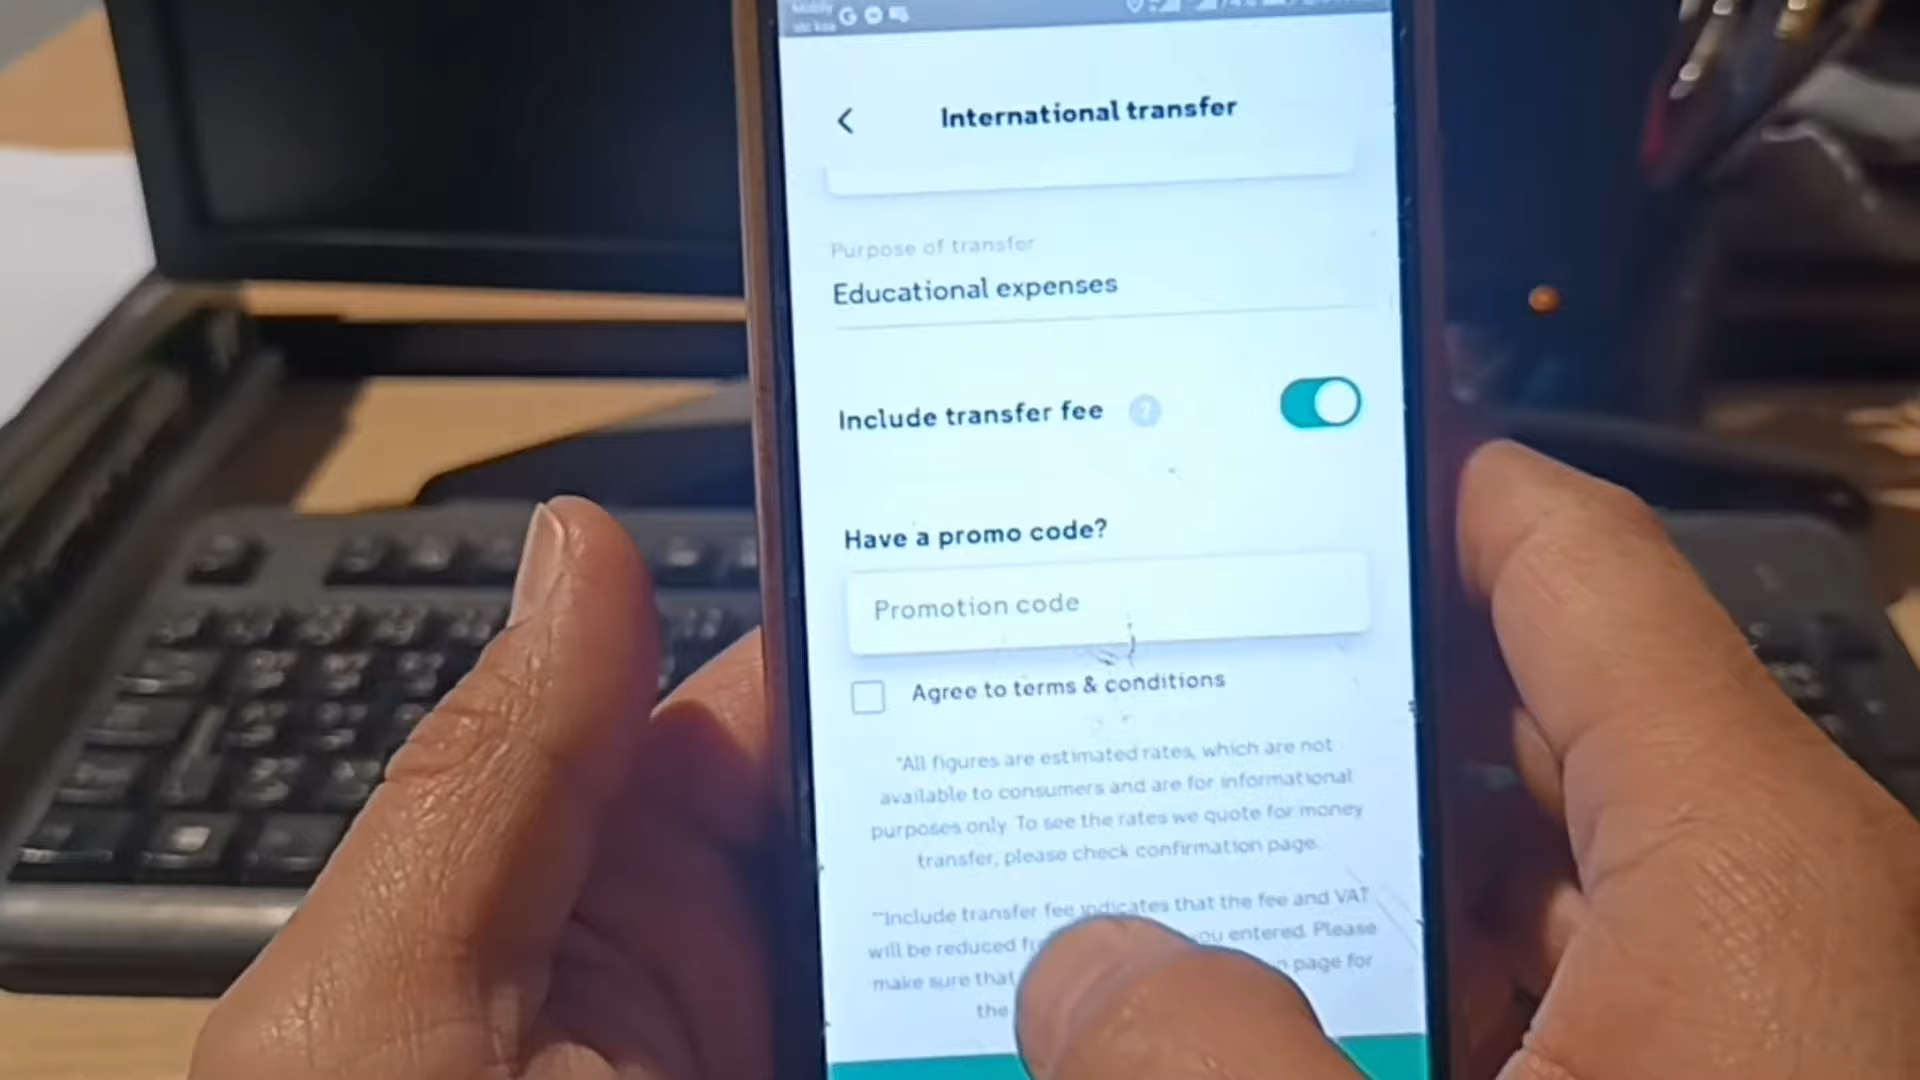 International transfer
Purpose of transfer
Educational expenses
Include transfer fee ?
Have a promo code?
Promotion code
Agree to terms & conditions
*All figures are estimated rates, which are not
available to consumers and are for informational
purposes only. To see the rates we quote for money
transfer, please check confirmation page.
**Include transfer fee indicates that the fee and VAT
will be reduced you entered. Please
make sure that page for
the